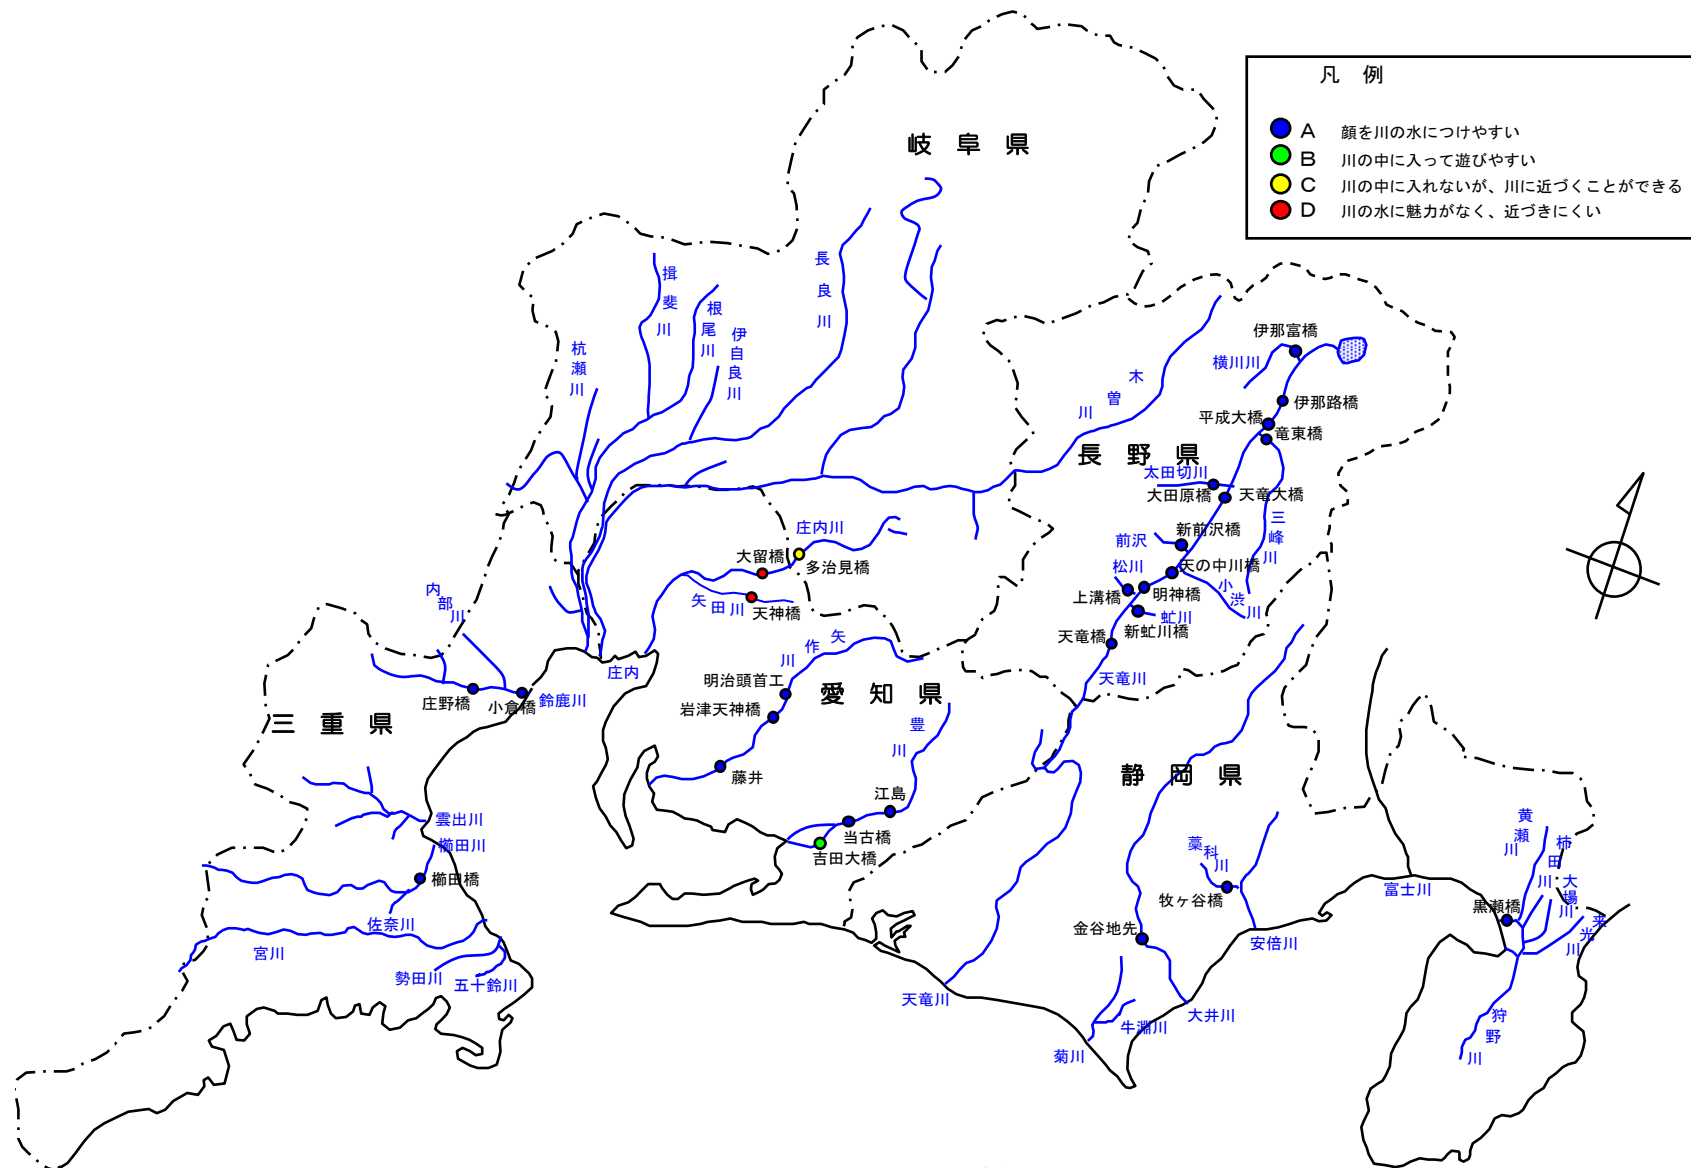 凡 例
A 顔を川の水につけやすい
B 川の中に入って遊びやすい
C 川の中に入れないが、川に近づくことができる
D 川の水に魅力がなく、近づきにくい
岐 阜 県
揖斐川
根尾川
伊自良川
長良川
杭瀬川
木曽川
伊那富橋
横川川
伊那路橋
平成大橋
竜東橋
長 野 県
太田切川
大田原橋
天竜大橋
三峰川
新前沢橋
前沢
天の中川橋
松川
小渋川
上溝橋
明神橋
虻川
新虻川橋
天竜橋
天竜川
庄内川
大留橋
多治見橋
矢田川
天神橋
内部川
庄内
庄野橋
小倉橋
鈴鹿川
三 重 県
矢作川
明治頭首工
岩津天神橋
愛 知 県
豊川
藤井
江島
当古橋
吉田大橋
静 岡 県
雲出川
櫛田川
櫛田橋
佐奈川
宮川
勢田川
五十鈴川
藁科川
牧ヶ谷橋
金谷地先
安倍川
富士川
黄瀬川
柿田川
大場川
来光川
黒瀬橋
狩野川
天竜川
大井川
牛淵川
菊川